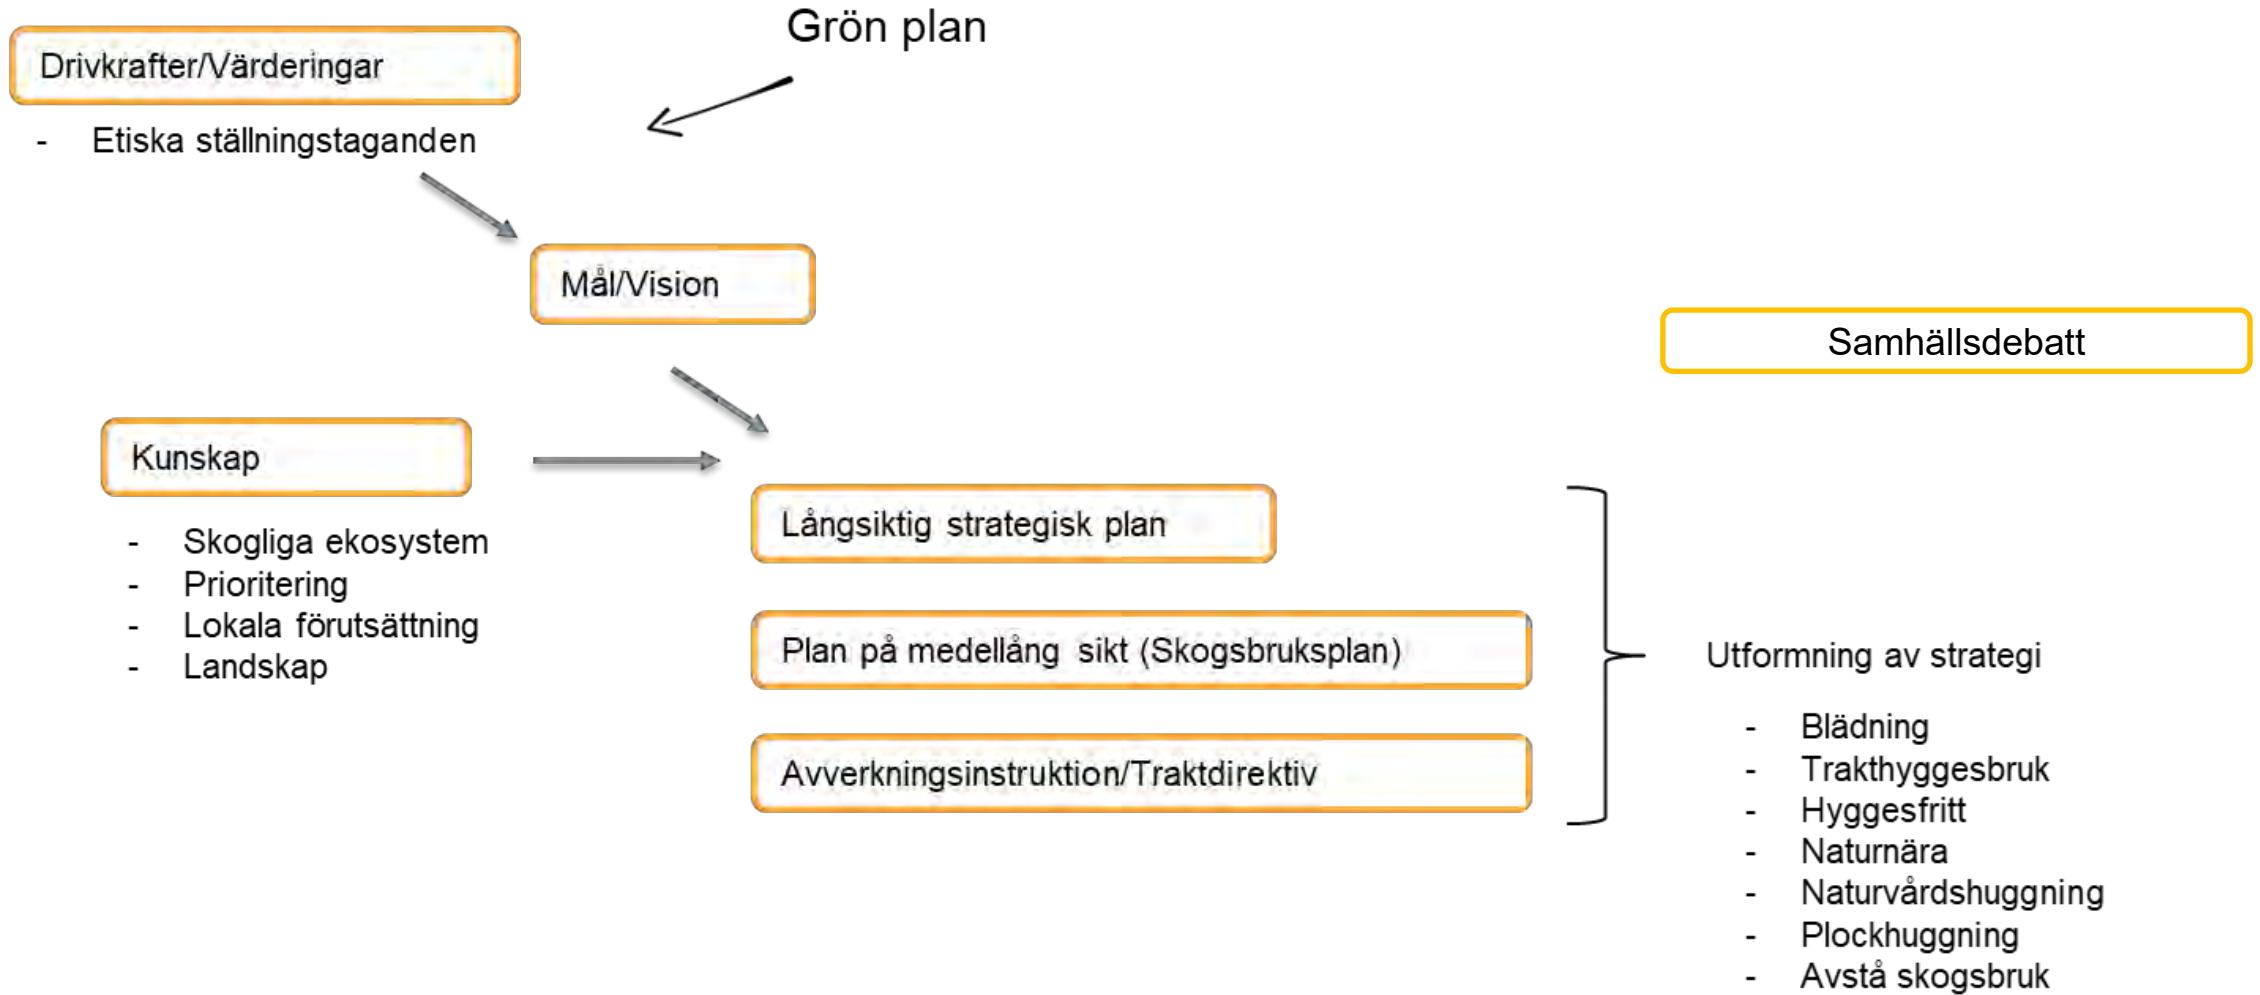 Grön plan
Drivkrafter/Värderingar
- Etiska ställningstaganden
Mål/Vision
Samhällsdebatt
Kunskap
- Skogliga ekosystem
- Prioritering
- Lokala förutsättning
- Landskap
Långsiktig strategisk plan
Plan på medellång sikt (Skogsbruksplan)
Avverkningsinstruktion/Traktdirektiv
Utformning av strategi
- Blädning
- Trakthyggesbruk
- Hyggesfritt
- Naturnära
- Naturvårdshuggning
- Plockhuggning
- Avstå skogsbruk